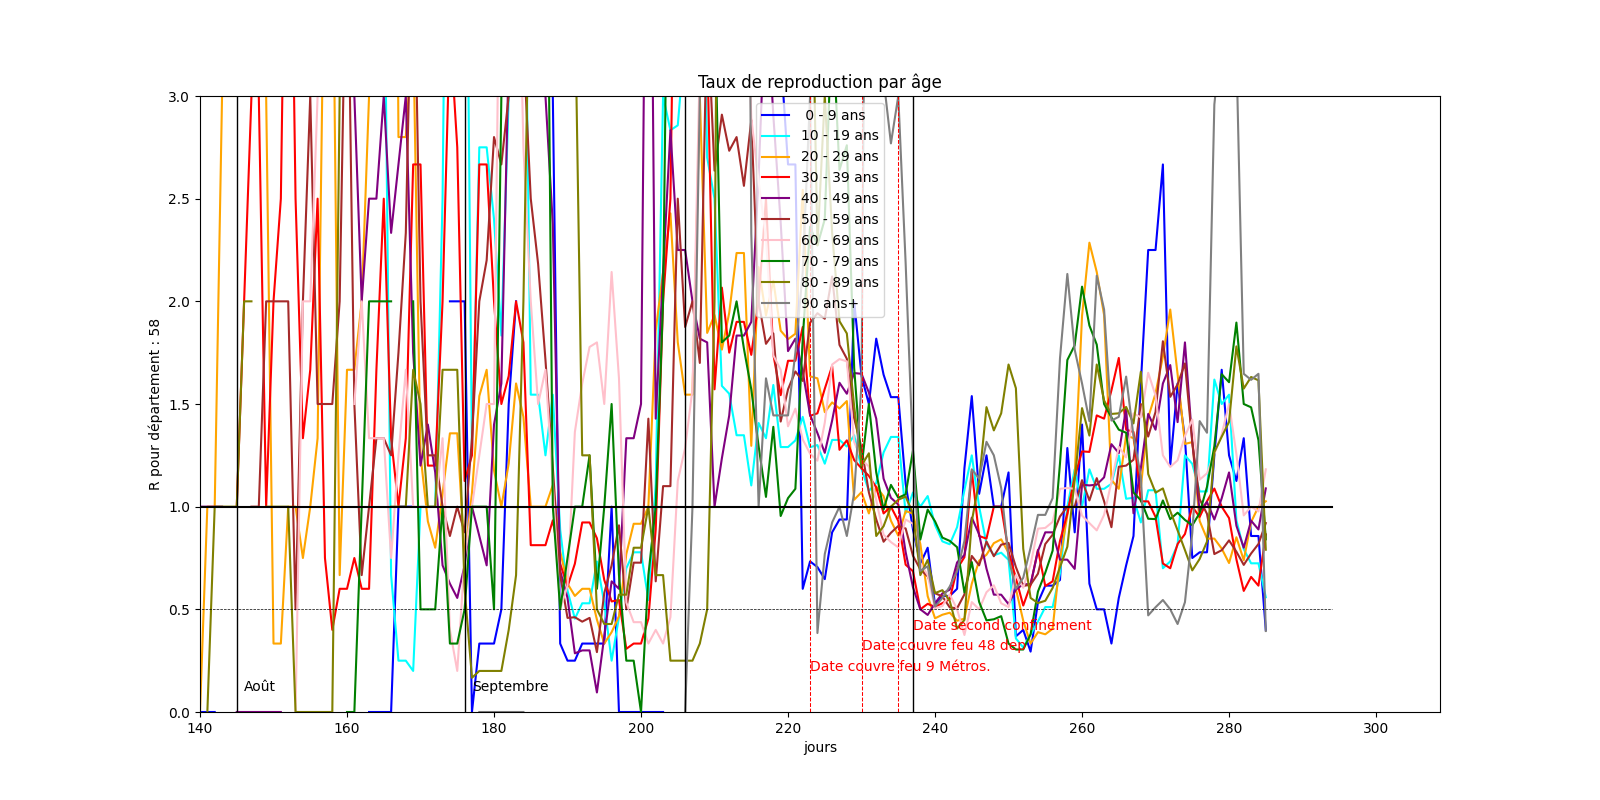 Taux de reproduction par âge
R pour département : 58
3.0
2.5
2.0
1.5
1.0
0.5
0.0
0 - 9 ans
10 - 19 ans
20 - 29 ans
30 - 39 ans
40 - 49 ans
50 - 59 ans
60 - 69 ans
70 - 79 ans
80 - 89 ans
90 ans+
Date second confinement
Date couvre feu 48 dep
Date couvre feu 9 Métros.
Août
Septembre
140
160
180
200
220
240
260
280
300
jours